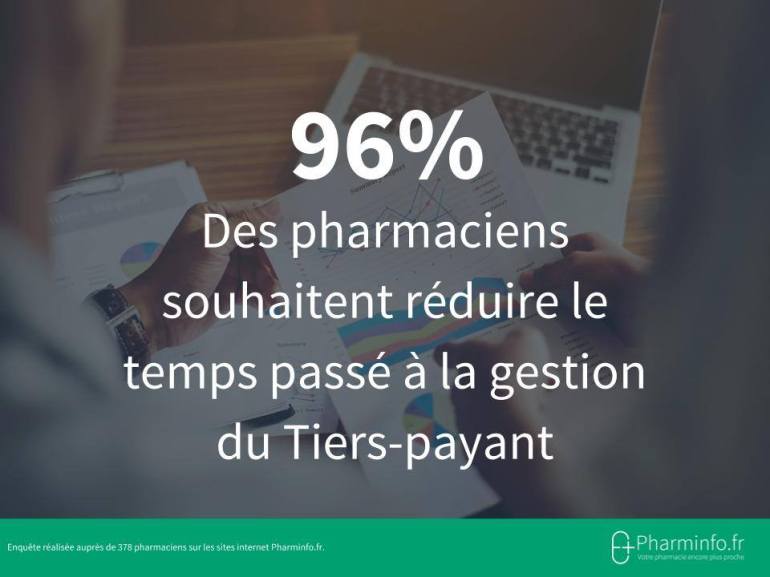 96%
Des pharmaciens
souhaitent réduire le
temps passé à la gestion
du Tiers-payant
Enquête réalisée auprès de 378 pharmaciens sur les sites internet Pharminfo.fr.
Pharminfo.fr
Votre pharmacie encore plus proche